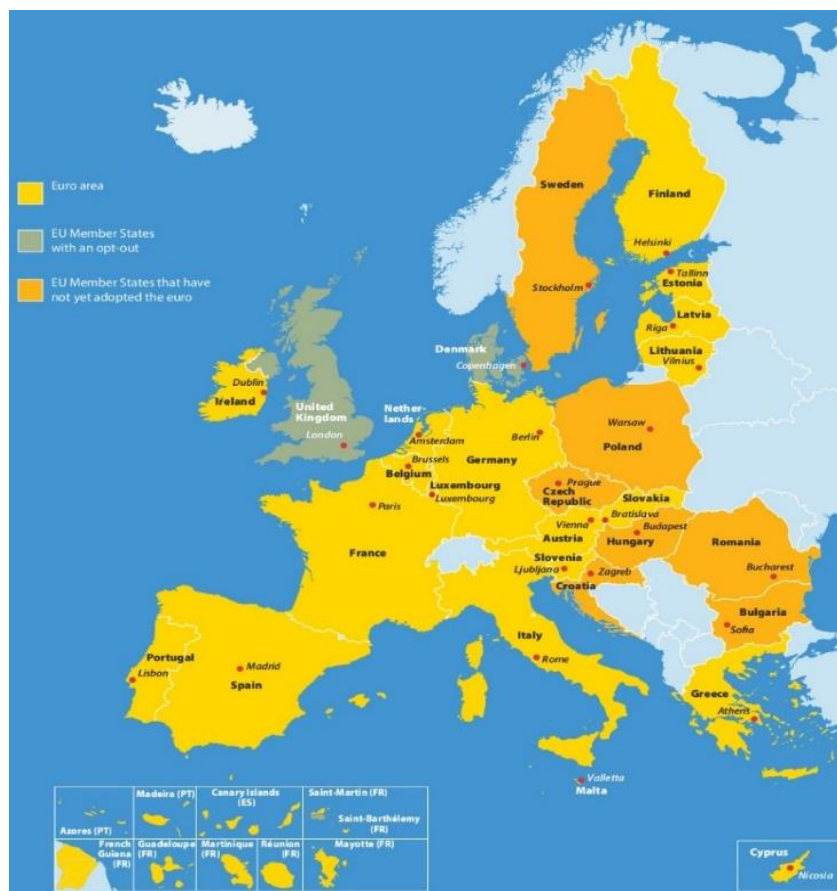 Euro area
EU Member States
with an opt-out
EU Member States that have
not yet adopted the euro
Sweden
Finland
Helsinki
Tallinn
Estonia
Stockholm
Latvia
Riga
Lithuania
Vilnius
Denmark
Copenhagen
Dublin
Ireland
United
Kingdom
London
Nether-
lands
Amsterdam
Berlin
Warsaw
Poland
Brussels
Belgium
Germany
Luxembourg
Luxembourg
Prague
Czech
Republic
Slovakia
Paris
Bratislava
Vienna
Budapest
Austria
Hungary
Romania
France
Slovenia
Ljubljana
Zagreb
Croatia
Bucharest
Bulgaria
Sofia
Italy
Rome
Portugal
Lisbon
Madrid
Spain
Greece
Athens
Valletta
Malta
Madeira (PT)
Canary Islands
(ES)
Saint-Martin (FR)
Saint-Barthélemy
(FR)
Azores (PT)
French
Guiana
(FR)
Guadeloupe
(FR)
Martinique
(FR)
Réunion
(FR)
Mayotte (FR)
Cyprus
Nicosia